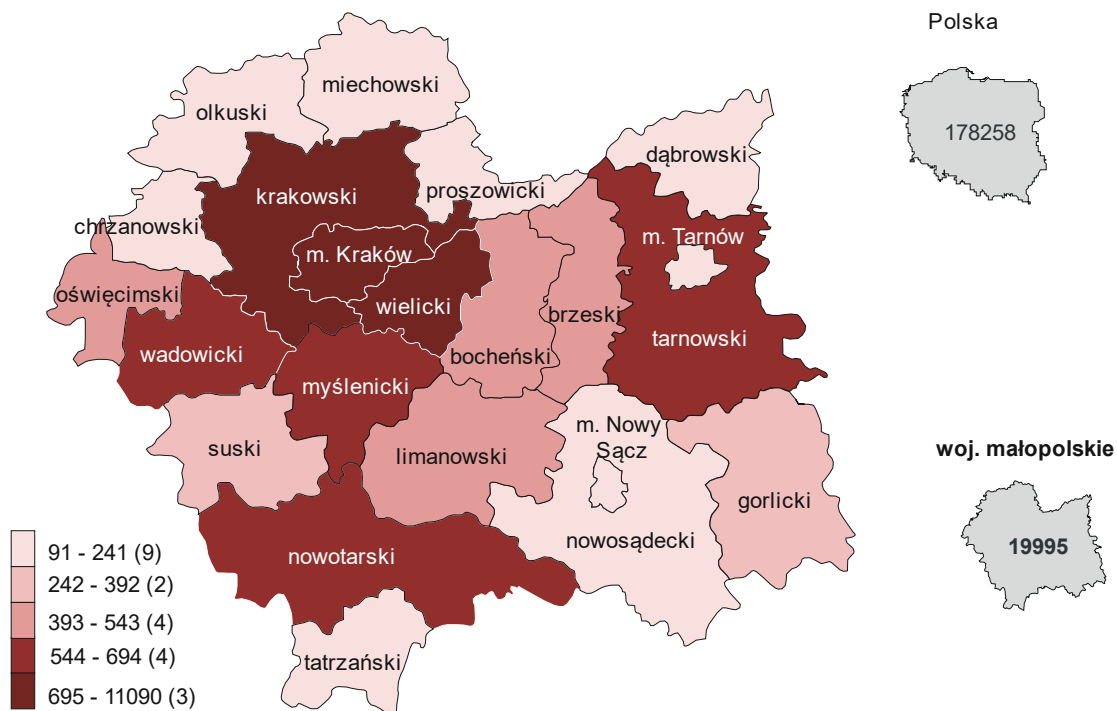 Polska
178258
miechowski
olkuski
dąbrowski
krakowski
proszowicki
chrzanowski
m. Tarnów
m. Kraków
oświęcimski
wielicki
brzeski
tarnowski
wadowicki
bocheński
myślenicki
m. Nowy
Sącz
suski
limanowski
woj. małopolskie
gorlicki
19995
nowosądecki
nowotarski
tatrzański
91 - 241 (9)
242 - 392 (2)
393 - 543 (4)
544 - 694 (4)
695 - 11090 (3)